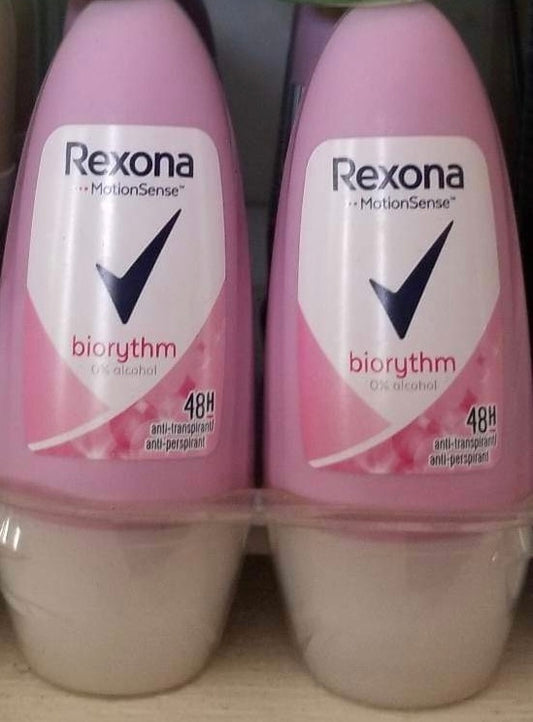 Rexona
MotionSense™
biorythm
0% alcohol
48H
anti-transpirant/
anti-perspirant
Rexona
MotionSense™
biorythm
0% alcohol
48H
anti-transpirant/
anti-perspirant